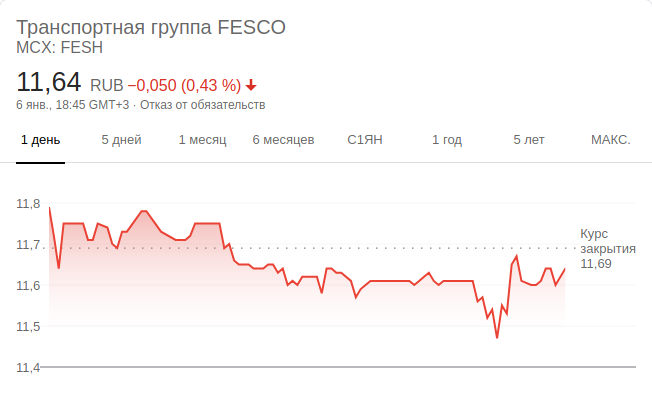 Транспортная группа FESCO
MCX: FESH
11,64 RUB −0,050 (0,43 %)
6 янв., 18:45 GMT+3 · Отказ от обязательств
1 день 5 дней 1 месяц 6 месяцев С1ЯН 1 год 5 лет МАКС.
11,8
11,7
11,6
11,5
11,4
Курс
закрытия
11,69